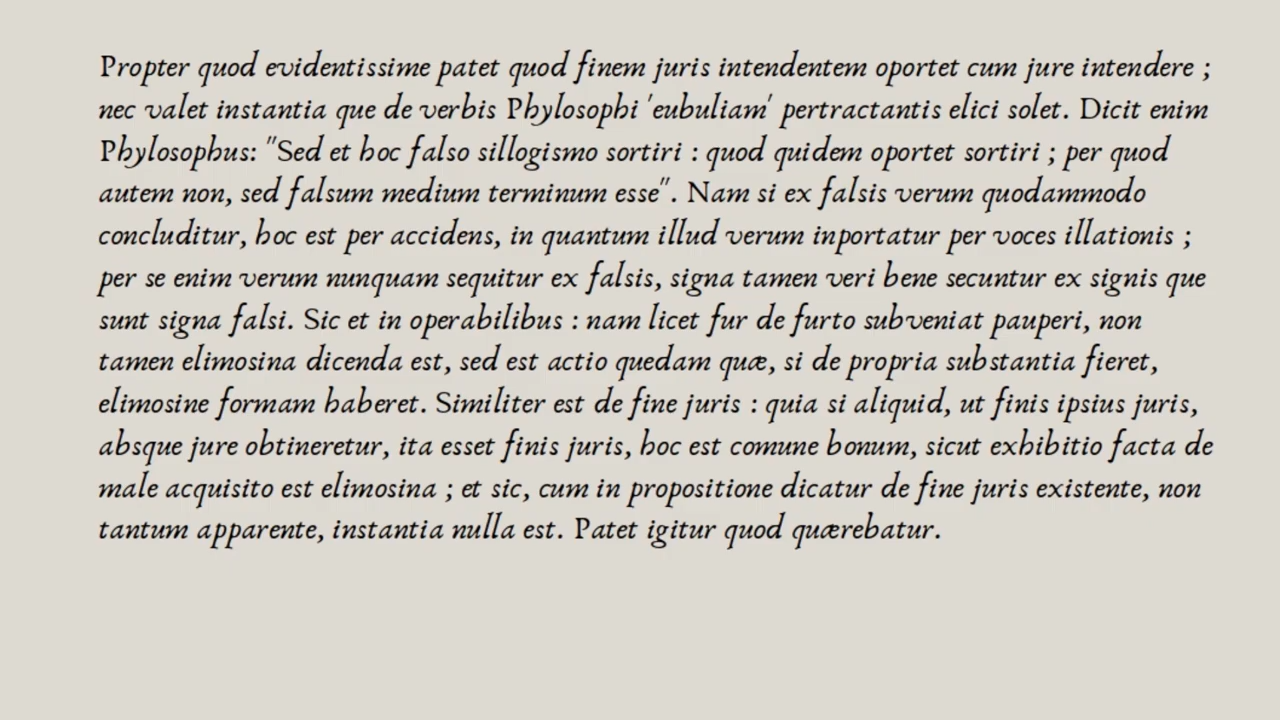 Propter quod evidentissime patet quod finem juris intendentem oportet cum jure intendere ;
nec valet instantia que de verbis Phylosophi 'eubuliam' pertractantis elici solet. Dicit enim
Phylosophus: "Sed et hoc falso sillogismo sortiri : quod quidem oportet sortiri ; per quod
autem non, sed falsum medium terminum esse". Nam si ex falsis verum quodammodo
concluditur, hoc est per accidens, in quantum illud verum inportatur per voces illationis ;
per se enim verum nunquam sequitur ex falsis, signa tamen veri bene secuntur ex signis que
sunt signa falsi. Sic et in operabilibus : nam licet fur de furto subveniat pauperi, non
tamen elimosina dicenda est, sed est actio quedam quæ, si de propria substantia fieret,
elimosine formam haberet. Similiter est de fine juris : quia si aliquid, ut finis ipsius juris,
absque jure obtineretur, ita esset finis juris, hoc est comune bonum, sicut exhibitio facta de
male acquisito est elimosina ; et sic, cum in propositione dicatur de fine juris existente, non
tantum apparente, instantia nulla est. Patet igitur quod quærebatur.